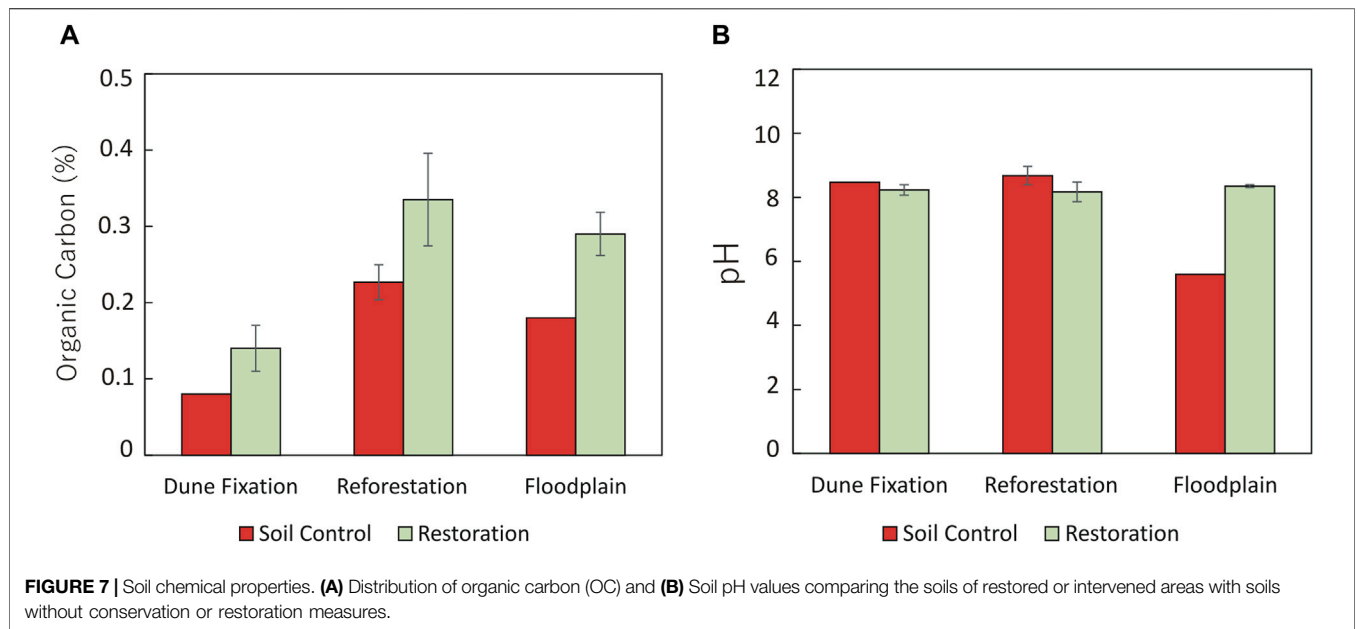 A
Organic Carbon (%)
0.5
0.4
0.3
0.2
0.1
0
Dune Fixation Reforestation Floodplain
Soil Control Restoration
B
pH
12
10
8
6
4
2
0
Dune Fixation Reforestation Floodplain
Soil Control Restoration
FIGURE 7 | Soil chemical properties. (A) Distribution of organic carbon (OC) and (B) Soil pH values comparing the soils of restored or intervened areas with soils
without conservation or restoration measures.